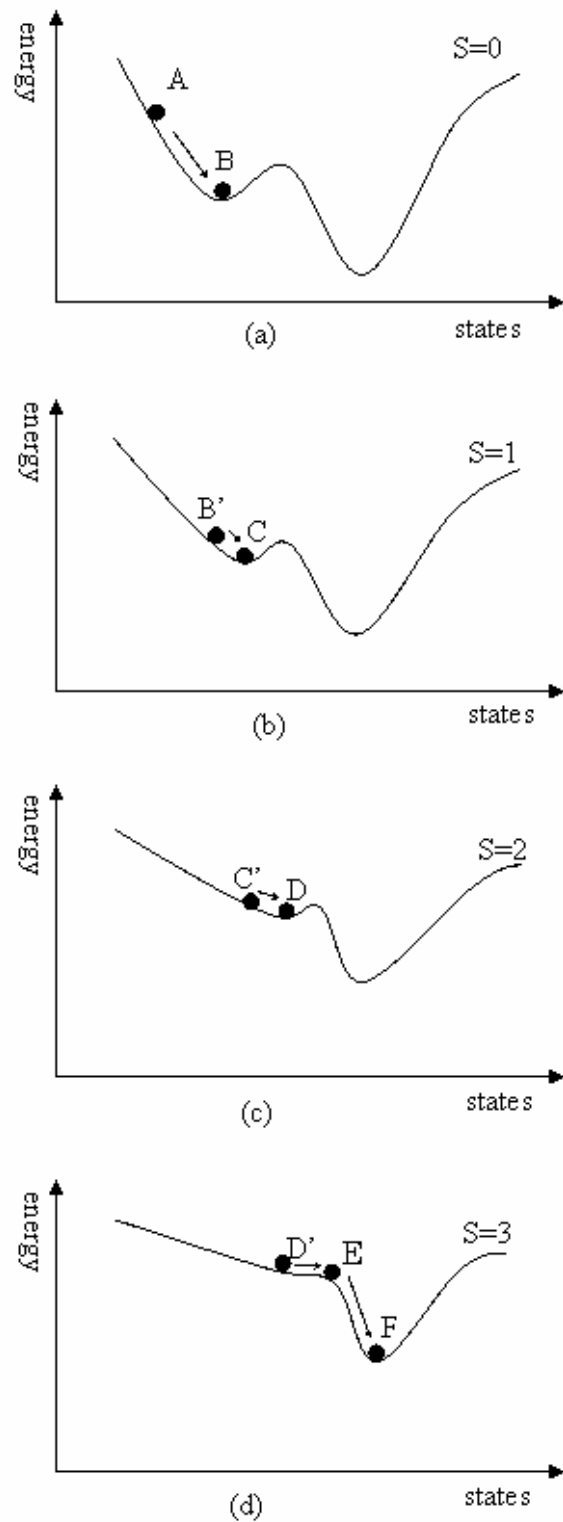 energy
S=0
A
B
states
(a)
energy
S=1
B' C
states
(b)
energy
S=2
C' D
states
(c)
energy
S=3
D' E
F
states
(d)